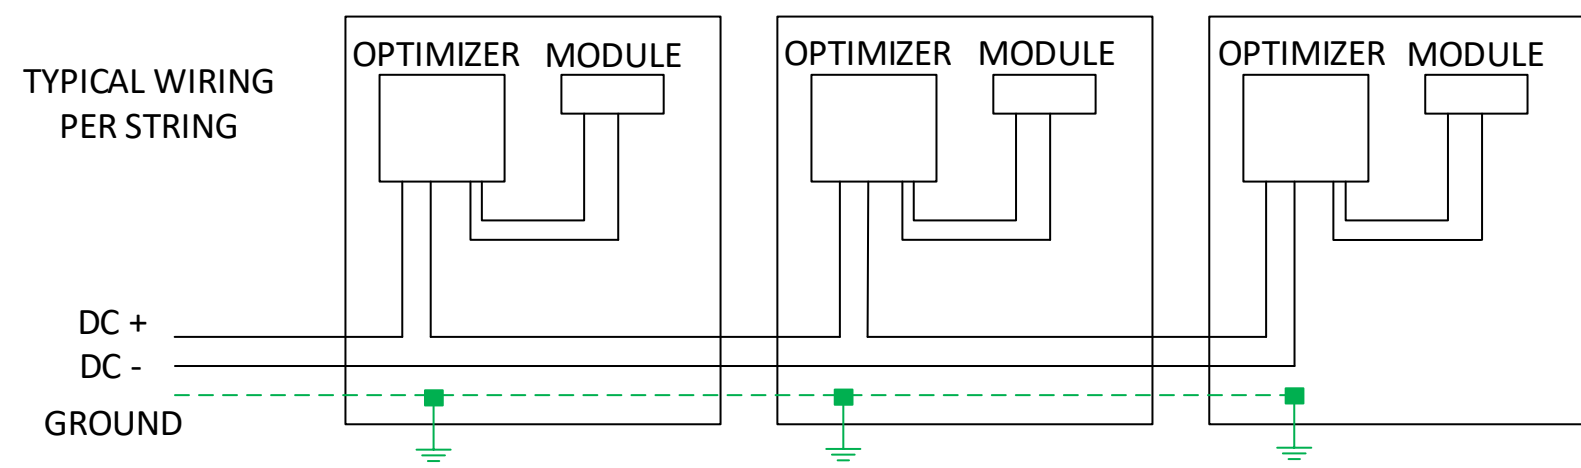 TYPICAL WIRING
PER STRING
OPTIMIZER MODULE
OPTIMIZER MODULE
OPTIMIZER MODULE
DC +
DC -
GROUND